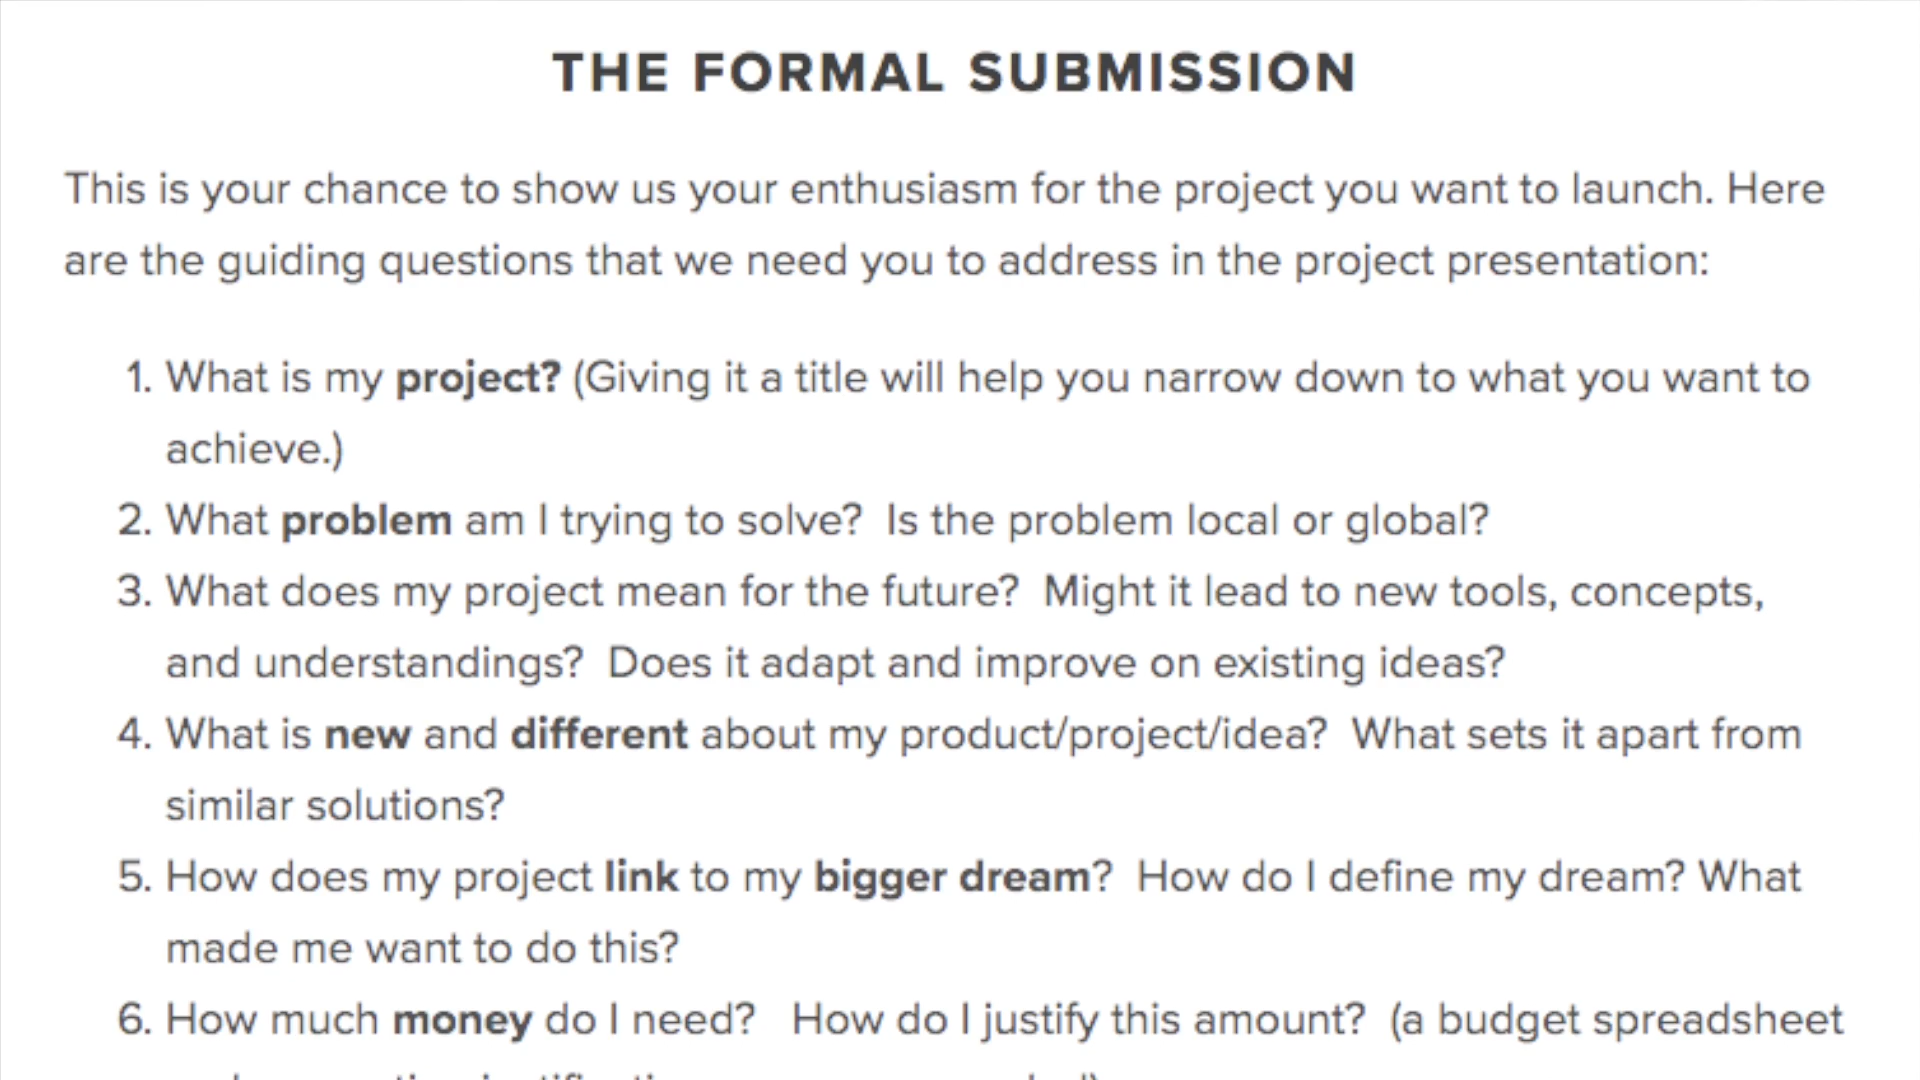 THE FORMAL SUBMISSION
This is your chance to show us your enthusiasm for the project you want to launch. Here
are the guiding questions that we need you to address in the project presentation:
1. What is my project? (Giving it a title will help you narrow down to what you want to
achieve.)
2. What problem am I trying to solve? Is the problem local or global?
3. What does my project mean for the future? Might it lead to new tools, concepts,
and understandings? Does it adapt and improve on existing ideas?
4. What is new and different about my product/project/idea? What sets it apart from
similar solutions?
5. How does my project link to my bigger dream? How do I define my dream? What
made me want to do this?
6. How much money do I need? How do I justify this amount? (a budget spreadsheet